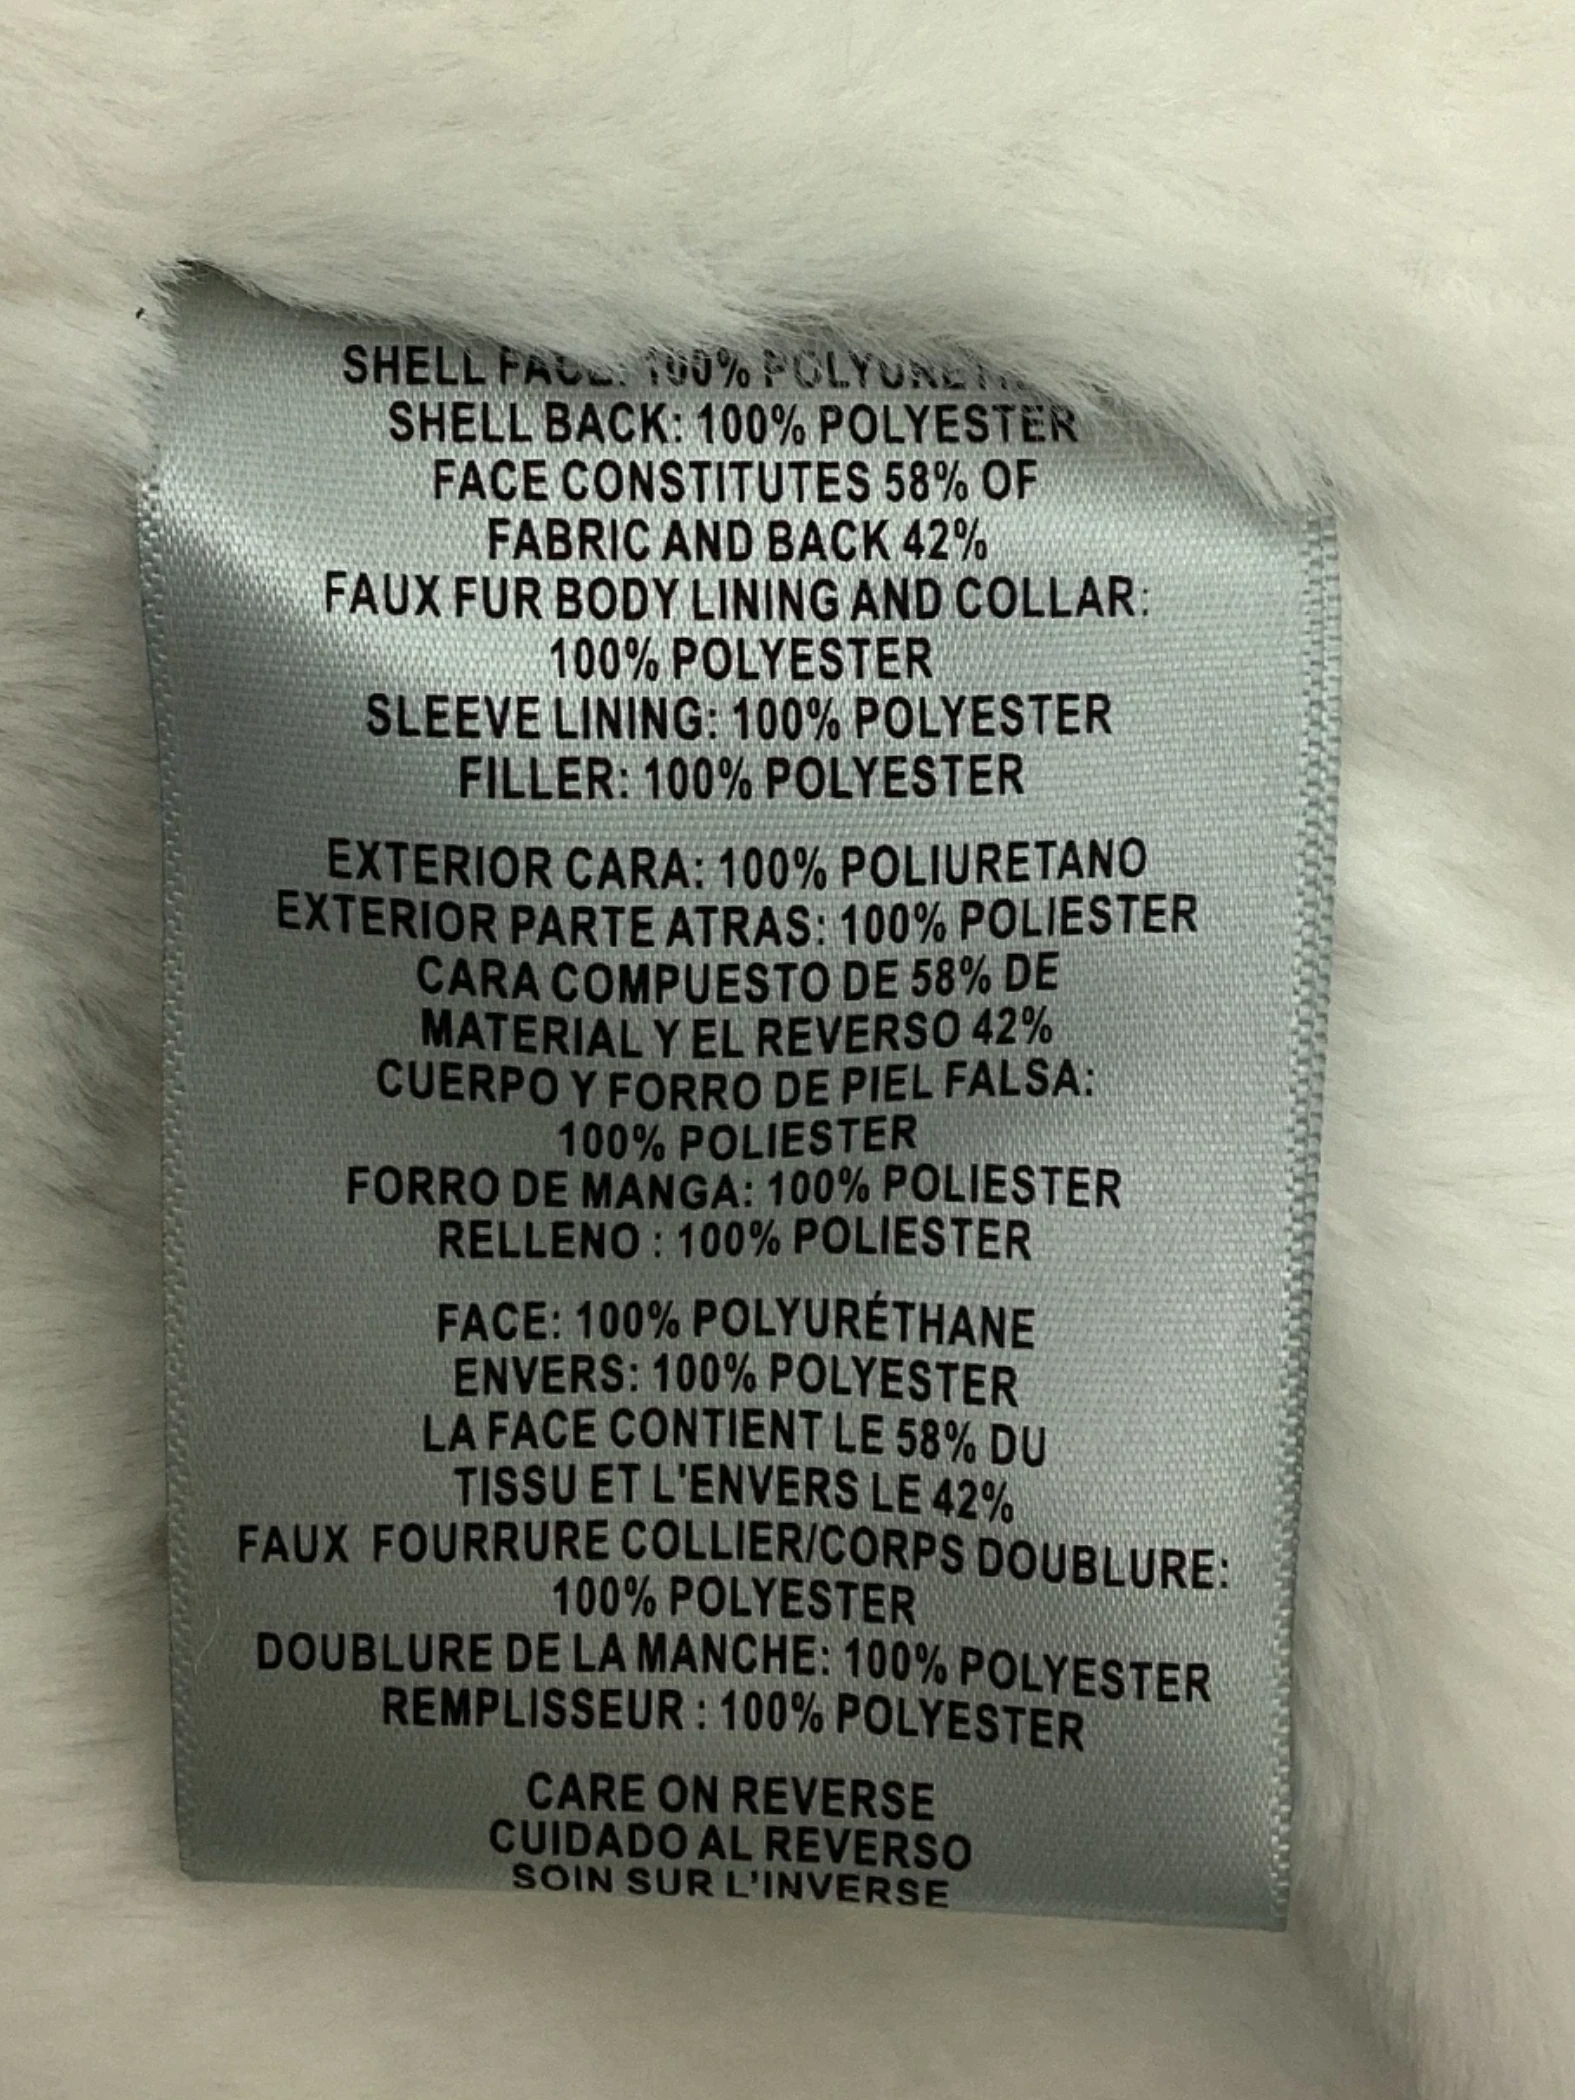 SHELL FACE: 100% POLYURETHANE
SHELL BACK: 100% POLYESTER
FACE CONSTITUTES 58% OF
FABRIC AND BACK 42%
FAUX FUR BODY LINING AND COLLAR:
100% POLYESTER
SLEEVE LINING: 100% POLYESTER
FILLER: 100% POLYESTER
EXTERIOR CARA: 100% POLIURETANO
EXTERIOR PARTE ATRAS: 100% POLIESTER
CARA COMPUESTO DE 58% DE
MATERIAL Y EL REVERSO 42%
CUERPO Y FORRO DE PIEL FALSA:
100% POLIESTER
FORRO DE MANGA: 100% POLIESTER
RELLENO : 100% POLIESTER
FACE: 100% POLYURÉTHANE
ENVERS: 100% POLYESTER
LA FACE CONTIENT LE 58% DU
TISSU ET L'ENVERS LE 42%
FAUX FOURRURE COLLIER/CORPS DOUBLURE:
100% POLYESTER
DOUBLURE DE LA MANCHE: 100% POLYESTER
REMPLISSEUR : 100% POLYESTER
CARE ON REVERSE
CUIDADO AL REVERSO
SOIN SUR L'INVERSE